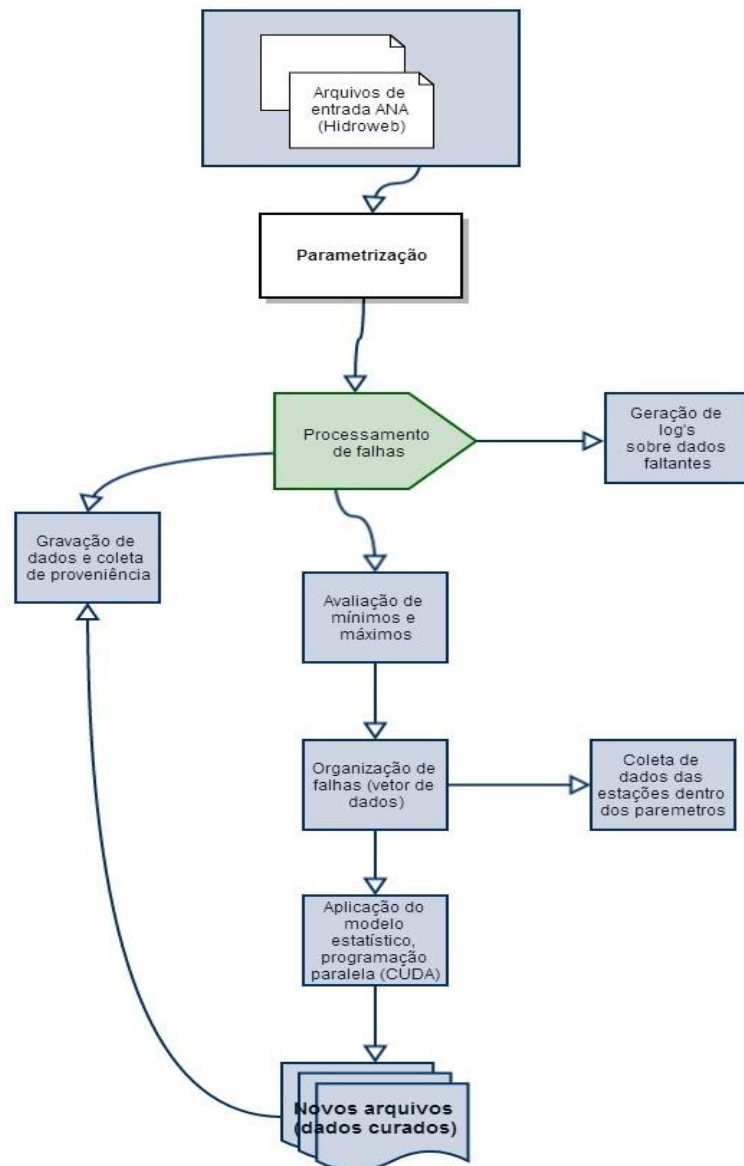 Arquivos de
entrada ANA
(Hidroweb)
Parametrização
Processamento
de falhas
Geração de
log's
sobre dados
faltantes
Gravação de
dados e coleta
de proveniência
Avaliação de
mínimos e
máximos
Organização de
falhas (vetor de
dados)
Coleta de
dados das
estações dentro
dos paremetros
Aplicação do
modelo
estatístico,
programação
paralela (CUDA)
Novos arquivos
(dados curados)